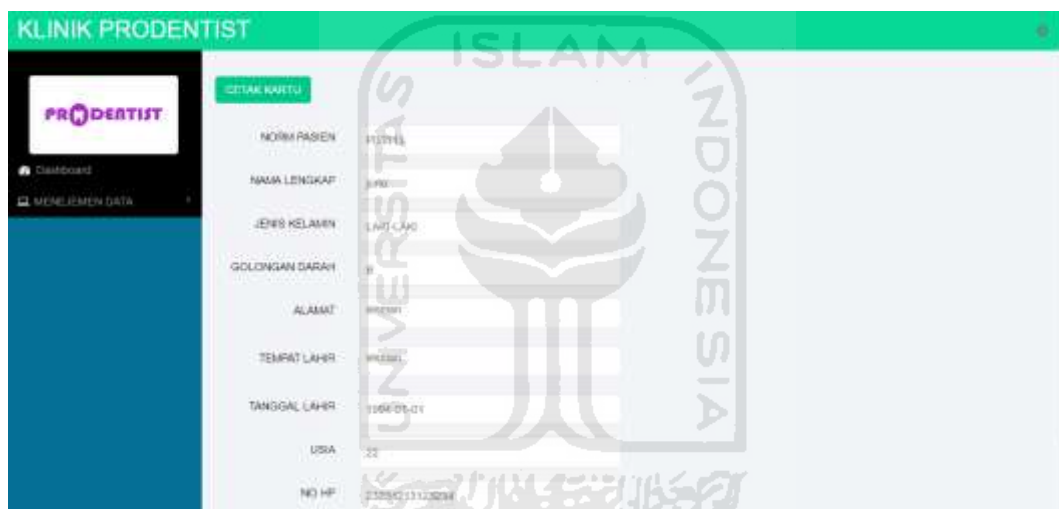 KLINIK PRODENTIST
PRODENTIST
CETAK KARTU
Dashboard
MENEJEMEN DATA
NORM PASIEN
NAMA LENGKAP
JENIS KELAMIN LAKI-LAKI
GOLONGAN DARAH B
ALAMAT
TEMPAT LAHIR
TANGGAL LAHIR
USIA 22
NO HP
UNIVERSITAS
ISLAM
INDONESIA